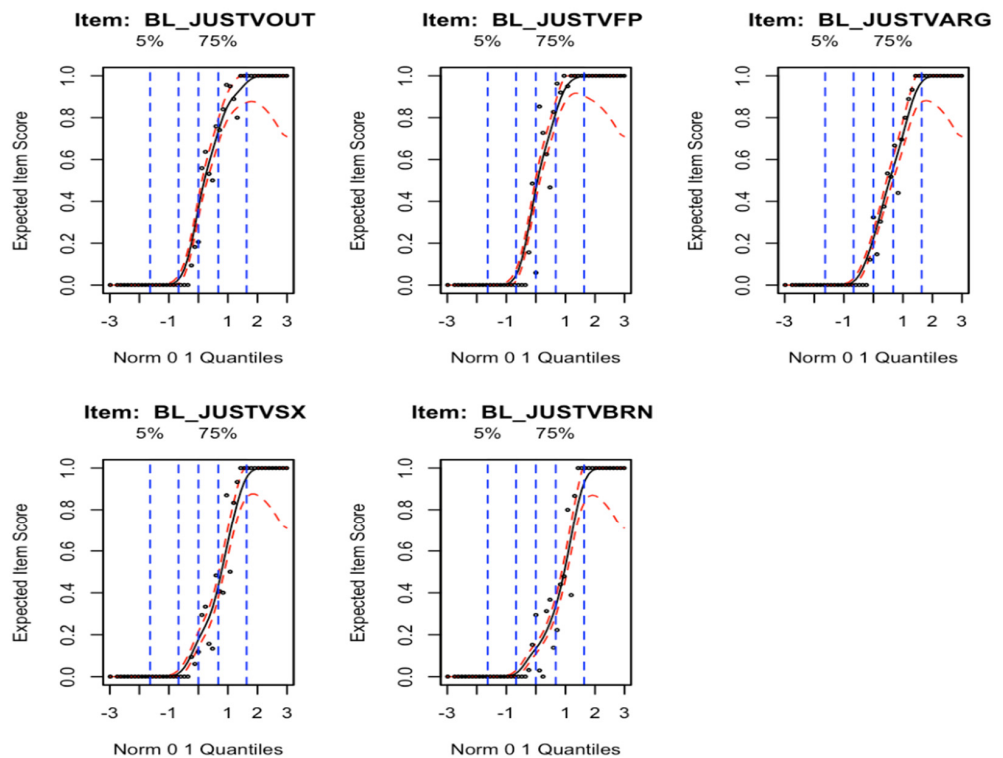 Item:  BL_JUSTVOUT
5% 75%
Expected Item Score
0.0 0.2 0.4 0.6 0.8 1.0
-3 -1 1 2 3
Norm 0 1 Quantiles
Item:  BL_JUSTVFP
5% 75%
Expected Item Score
0.0 0.2 0.4 0.6 0.8 1.0
-3 -1 1 2 3
Norm 0 1 Quantiles
Item:  BL_JUSTVARG
5% 75%
Expected Item Score
0.0 0.2 0.4 0.6 0.8 1.0
-3 -1 1 2 3
Norm 0 1 Quantiles
Item:  BL_JUSTVSX
5% 75%
Expected Item Score
0.0 0.2 0.4 0.6 0.8 1.0
-3 -1 1 2 3
Norm 0 1 Quantiles
Item:  BL_JUSTVBRN
5% 75%
Expected Item Score
0.0 0.2 0.4 0.6 0.8 1.0
-3 -1 1 2 3
Norm 0 1 Quantiles